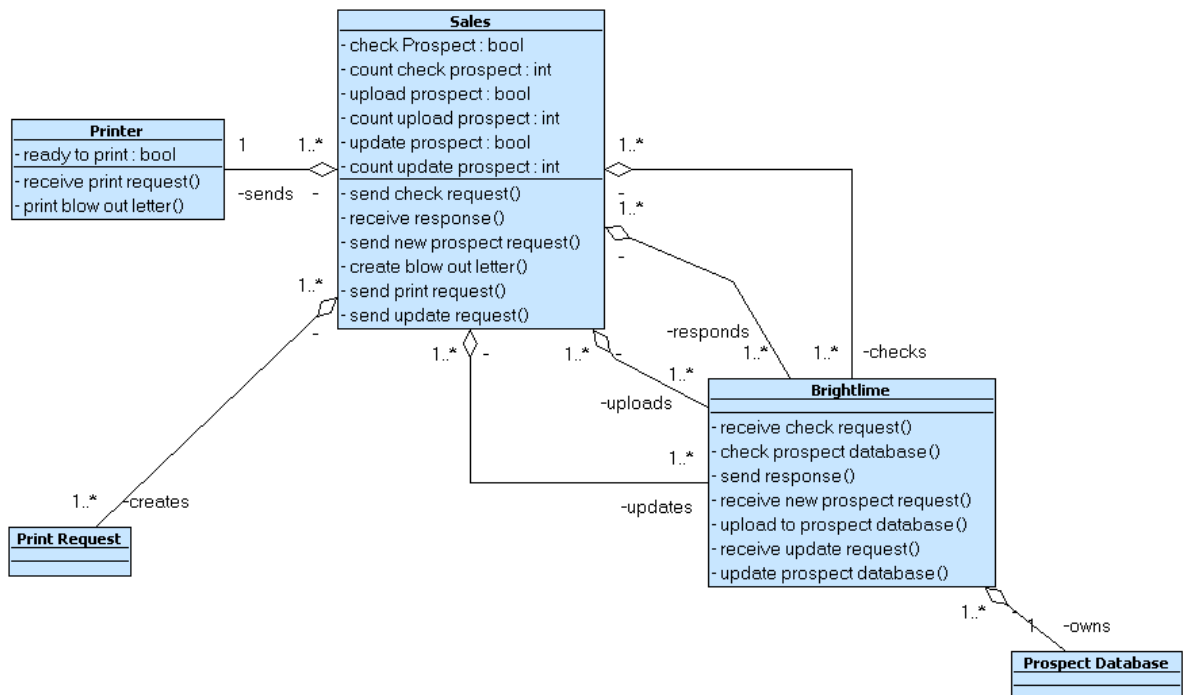 Sales
- check Prospect : bool
- count check prospect : int
- upload prospect : bool
- count upload prospect : int
- update prospect : bool
- count update prospect : int
- send check request()
- receive response()
- send new prospect request()
- create blow out letter()
- send print request()
- send update request()
Printer
- ready to print : bool
- receive print request()
- print blow out letter()
1 1..*
-sends -
1..*
-
1..*
-
1..*
-
1..* -
1..* -
-responds
1..* 1..* -checks
1..*
-uploads
1..*
-updates
1..* -creates
Print Request
Brightlime
- receive check request()
- check prospect database()
- send response()
- receive new prospect request()
- upload to prospect database()
- receive update request()
- update prospect database()
1..* - 1 -owns
Prospect Database